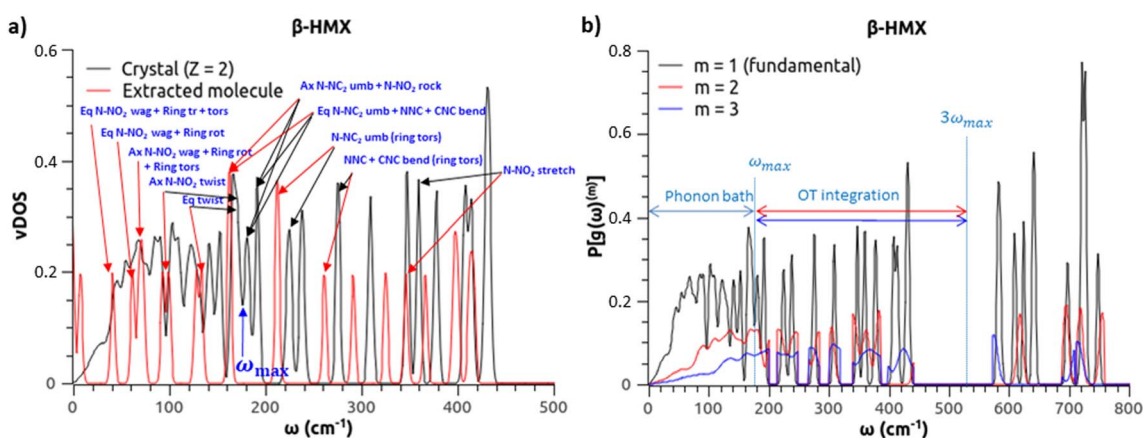 a)
β-HMX
0.6
0.4
0.2
0
vDOS
Crystal (Z = 2)
Extracted molecule
Eq N-NO₂ wag + Ring tr + tors
Eq N-NO₂ wag + Ring rot
Ax N-NO₂ wag + Ring rot
+ Ring tors
Ax N-NO₂ twist
Eq twist
Ax N-NC₂ umb + N-NO₂ rock
Eq N-NC₂ umb + NNC + CNC bend
N-NC₂ umb (ring tors)
NNC + CNC bend (ring tors)
N-NO₂ stretch
ωmax
0 100 200 300 400 500
ω (cm⁻¹)
b)
β-HMX
0.8
0.6
0.4
0.2
0
P[g(ω)⁽ᵐ⁾]
m = 1 (fundamental)
m = 2
m = 3
3ωmax
ωmax
Phonon bath
OT integration
0 100 200 300 400 500 600 700 800
ω (cm⁻¹)